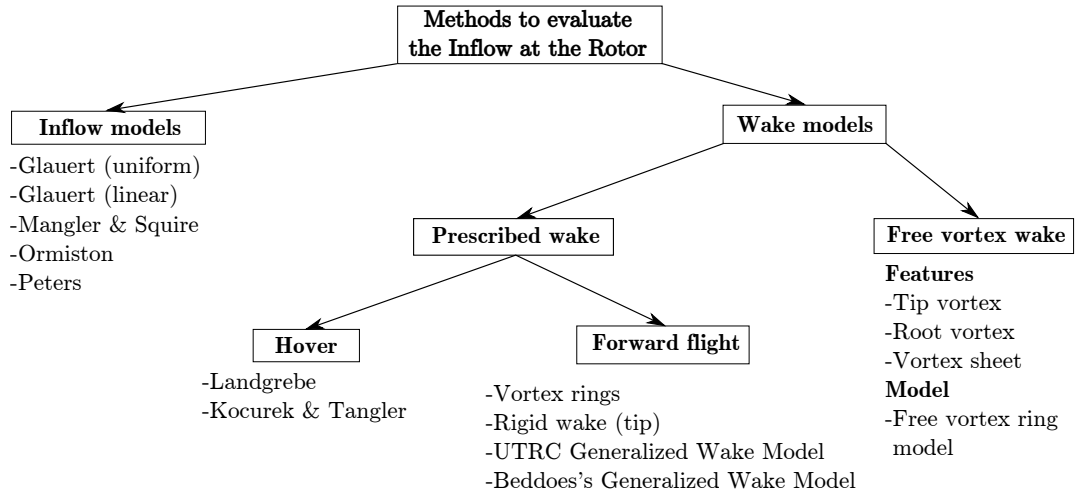 Methods to evaluate
the Inflow at the Rotor
Inflow models
-Glauert (uniform)
-Glauert (linear)
-Mangler & Squire
-Ormiston
-Peters
Wake models
Prescribed wake
Hover
-Landgrebe
-Kocurek & Tangler
Forward flight
-Vortex rings
-Rigid wake (tip)
-UTRC Generalized Wake Model
-Beddoes's Generalized Wake Model
Free vortex wake
Features
-Tip vortex
-Root vortex
-Vortex sheet
Model
-Free vortex ring
model